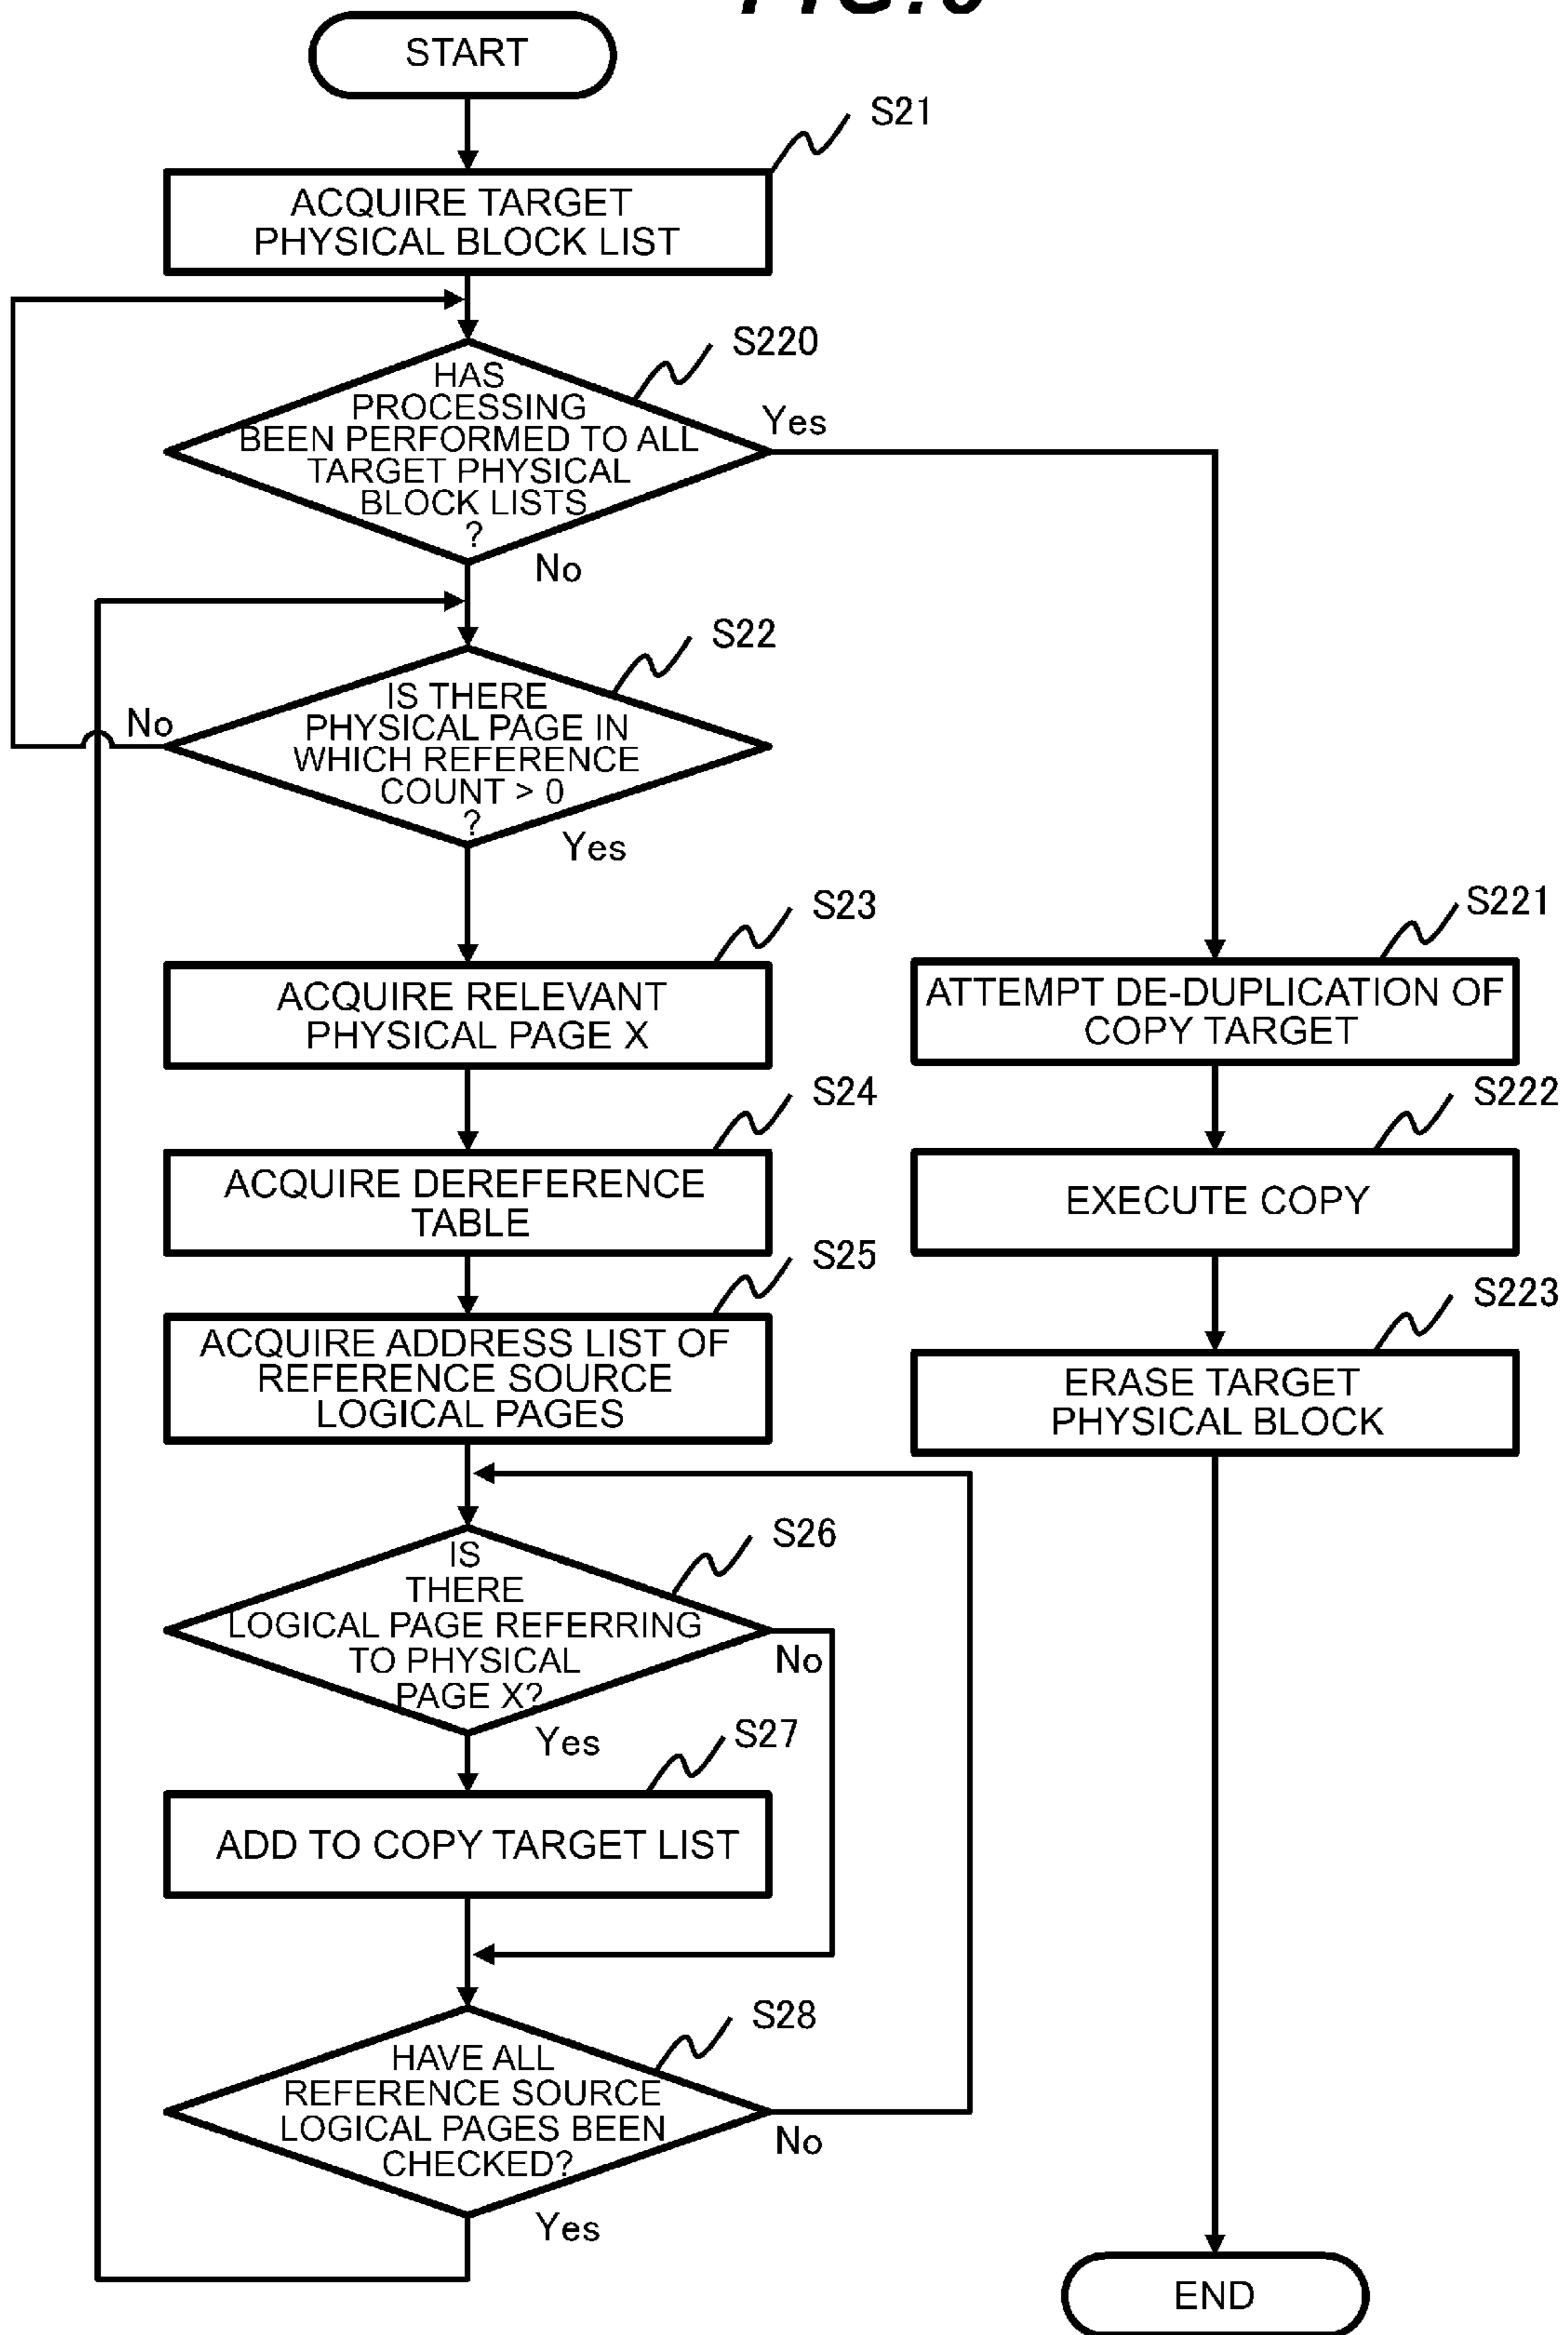 START
S21
ACQUIRE TARGET
PHYSICAL BLOCK LIST
S220
HAS
PROCESSING
BEEN PERFORMED TO ALL
TARGET PHYSICAL
BLOCK LISTS
?
Yes
No
S22
IS THERE
PHYSICAL PAGE IN
WHICH REFERENCE
COUNT > 0
?
No
Yes
S23
ACQUIRE RELEVANT
PHYSICAL PAGE X
S24
ACQUIRE DEREFERENCE
TABLE
S25
ACQUIRE ADDRESS LIST OF
REFERENCE SOURCE
LOGICAL PAGES
S26
IS
THERE
LOGICAL PAGE REFERRING
TO PHYSICAL
PAGE X?
No
Yes
S27
ADD TO COPY TARGET LIST
S28
HAVE ALL
REFERENCE SOURCE
LOGICAL PAGES BEEN
CHECKED?
No
Yes
S221
ATTEMPT DE-DUPLICATION OF
COPY TARGET
S222
EXECUTE COPY
S223
ERASE TARGET
PHYSICAL BLOCK
END